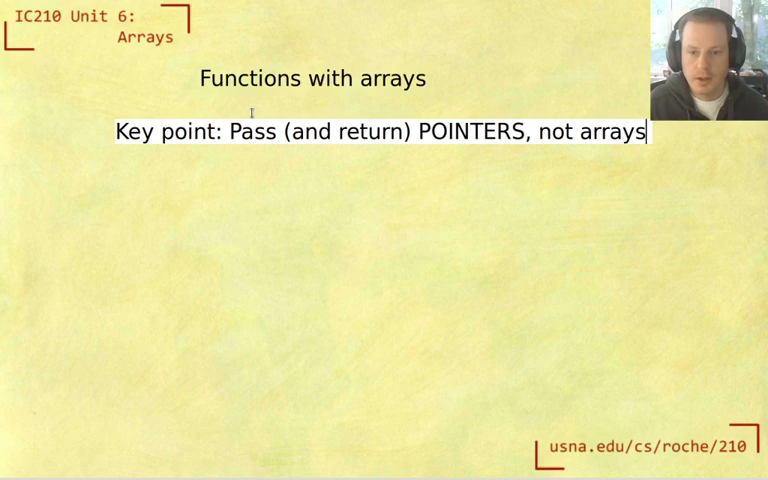 IC210 Unit 6:
Arrays
Functions with arrays
Key point: Pass (and return) POINTERS, not arrays
usna.edu/cs/roche/210